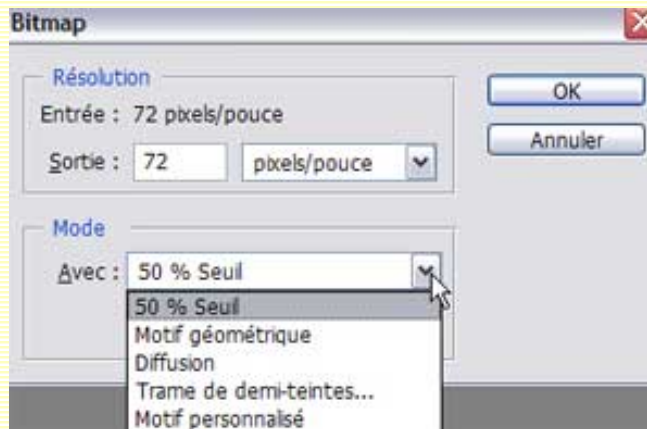 Bitmap
Résolution
Entrée : 72 pixels/pouce
Sortie : 72 pixels/pouce
OK
Annuler
Mode
Avec : 50 % Seuil
50 % Seuil
Motif géométrique
Diffusion
Trame de demi-teintes...
Motif personnalisé